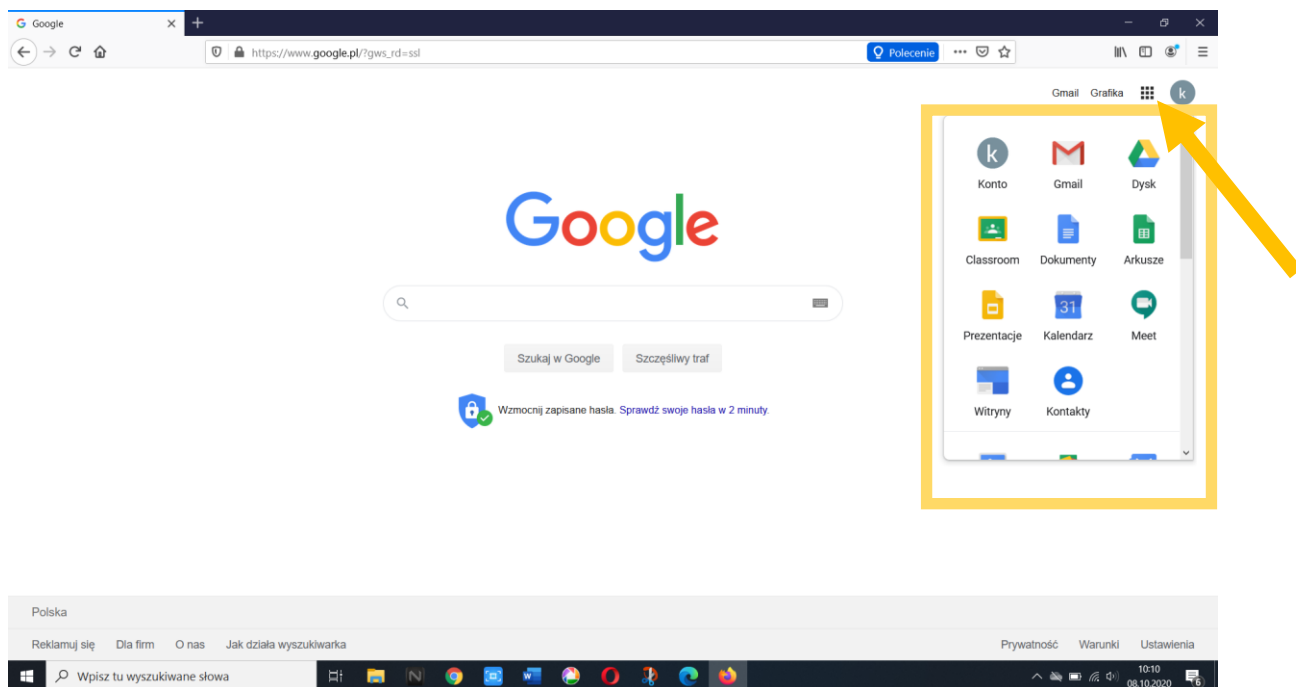 Google
https://www.google.pl/?gws_rd=ssl
Polecenie
Gmail Grafika k
k
Konto Gmail Dysk
Classroom Dokumenty Arkusze
31
Prezentacje Kalendarz Meet
Witryny Kontakty
Google
Szukaj w Google Szczęśliwy traf
Wzmocnij zapisane hasła. Sprawdź swoje hasła w 2 minuty.
Polska
Reklamuj się Dla firm O nas Jak działa wyszukiwarka Prywatność Warunki Ustawienia
Wpisz tu wyszukiwane słowa
10:10
08.10.2020
6